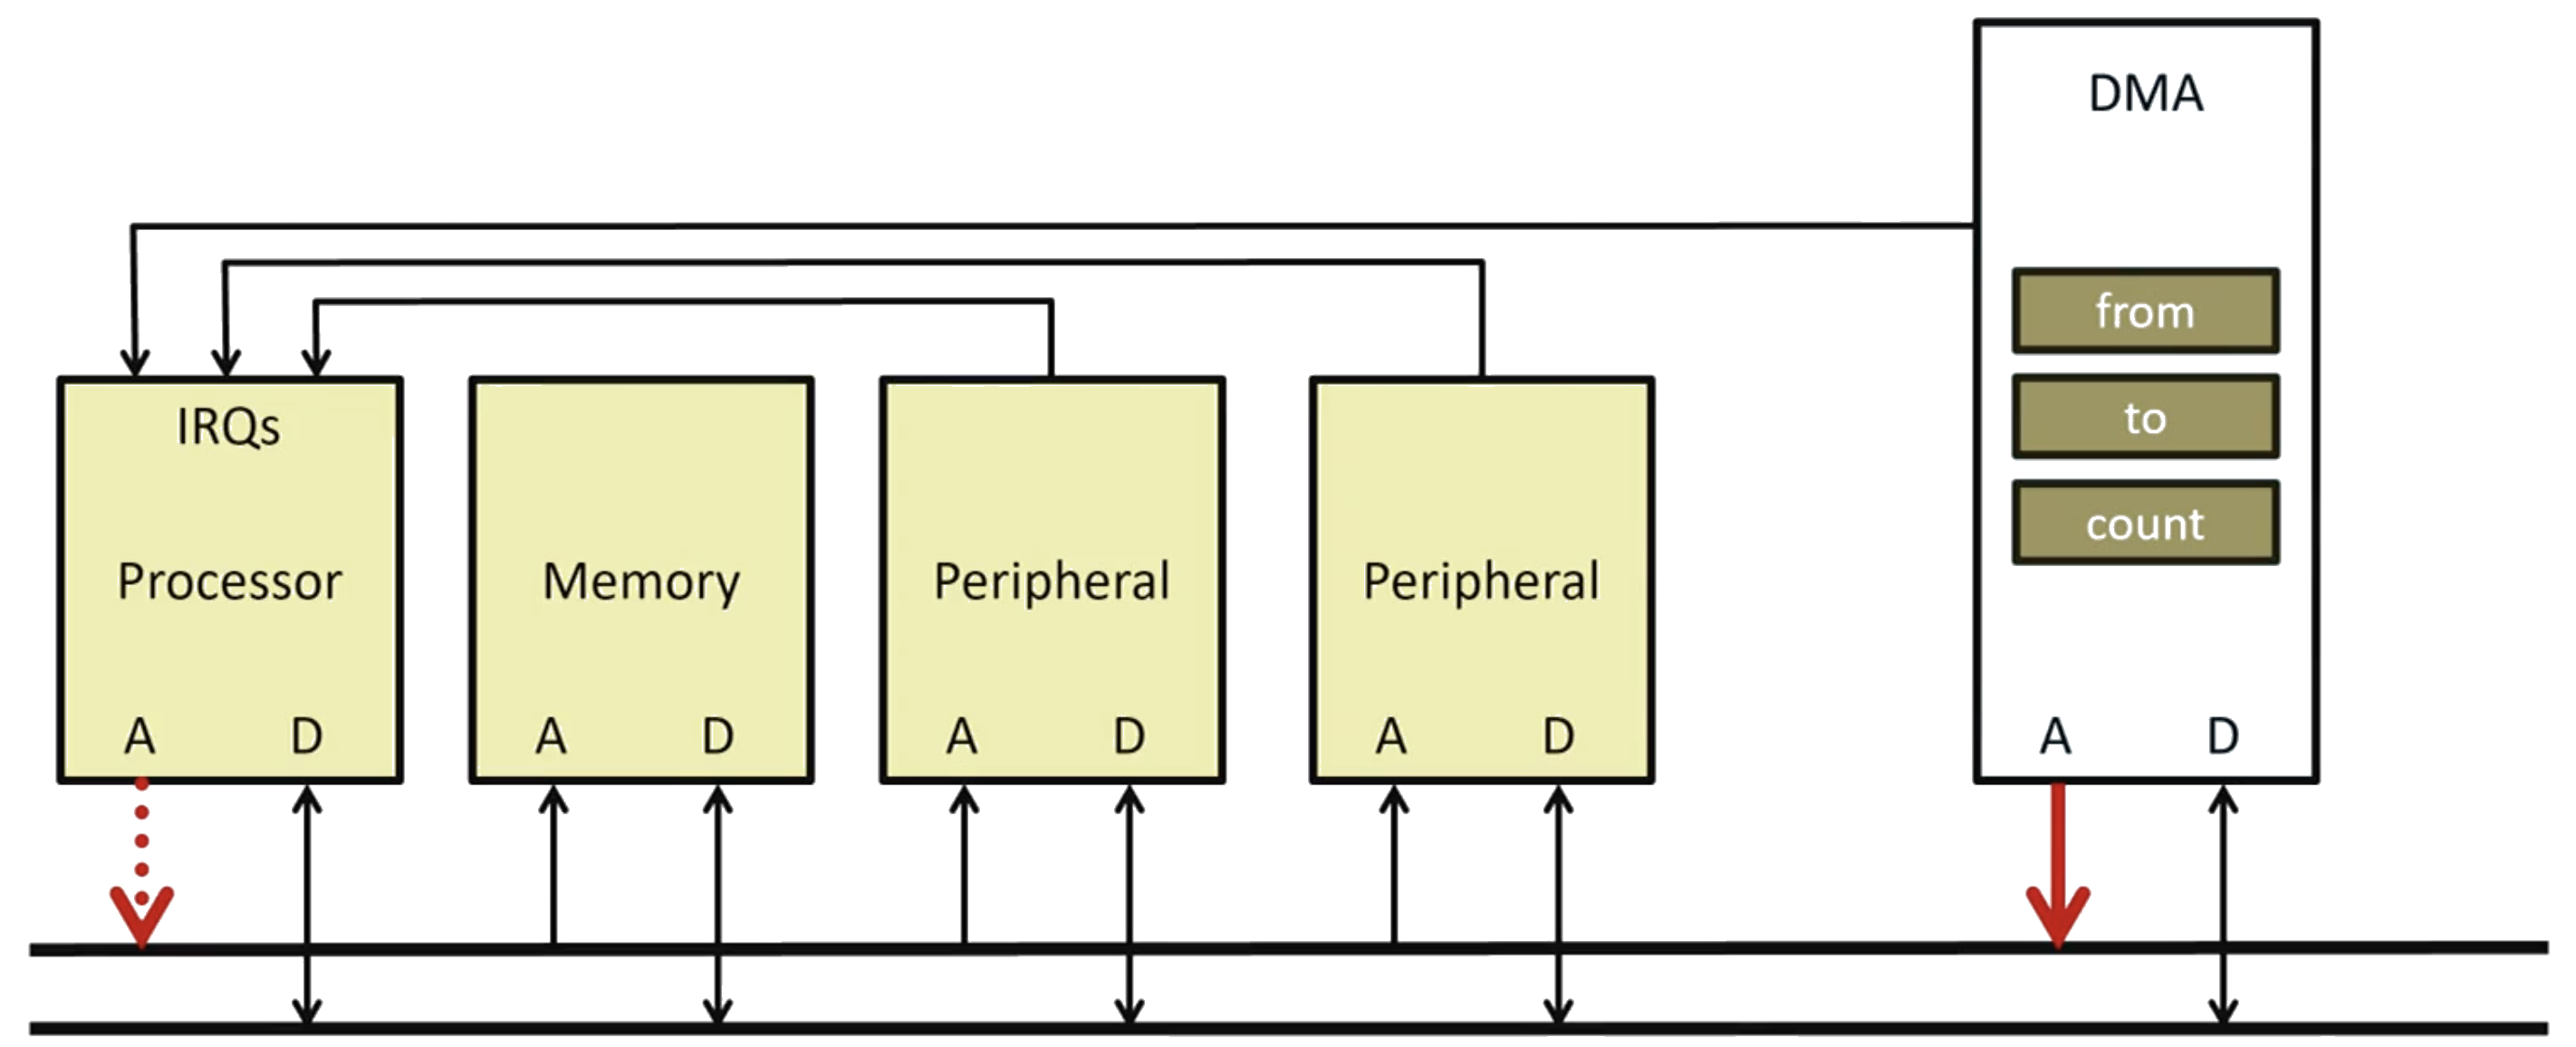 DMA
from
to
count
IRQs
Processor
Memory
Peripheral
Peripheral
A D
A D
A D
A D
A D